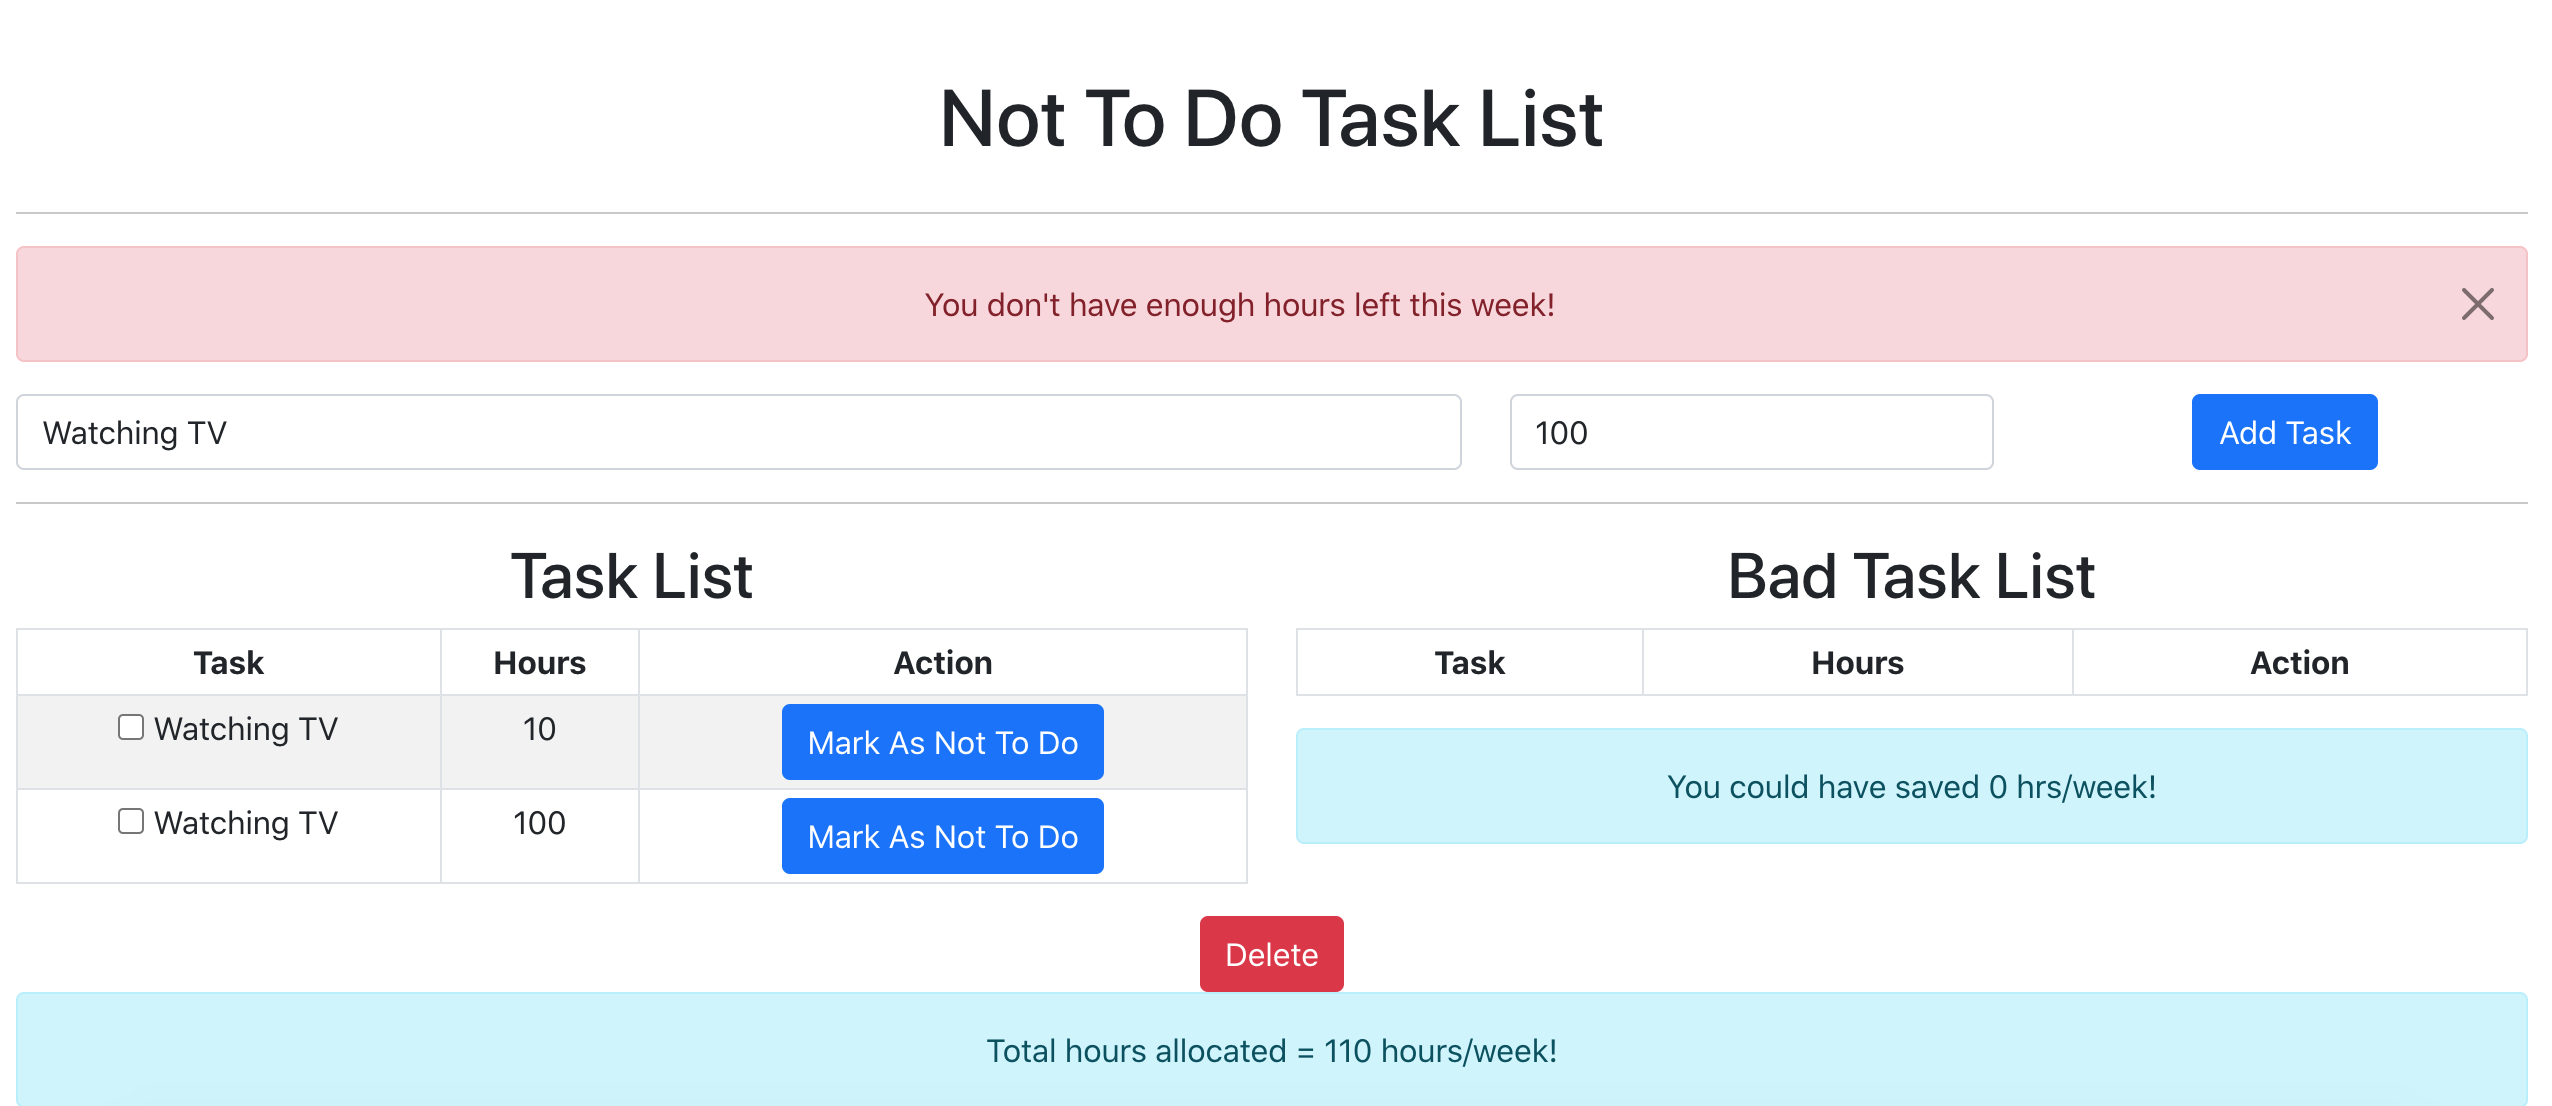 Not To Do Task List
You don't have enough hours left this week!
Watching TV
100
Add Task
Task List
Task Hours Action
Watching TV 10 Mark As Not To Do
Watching TV 100 Mark As Not To Do
Bad Task List
Task Hours Action
You could have saved 0 hrs/week!
Delete
Total hours allocated = 110 hours/week!